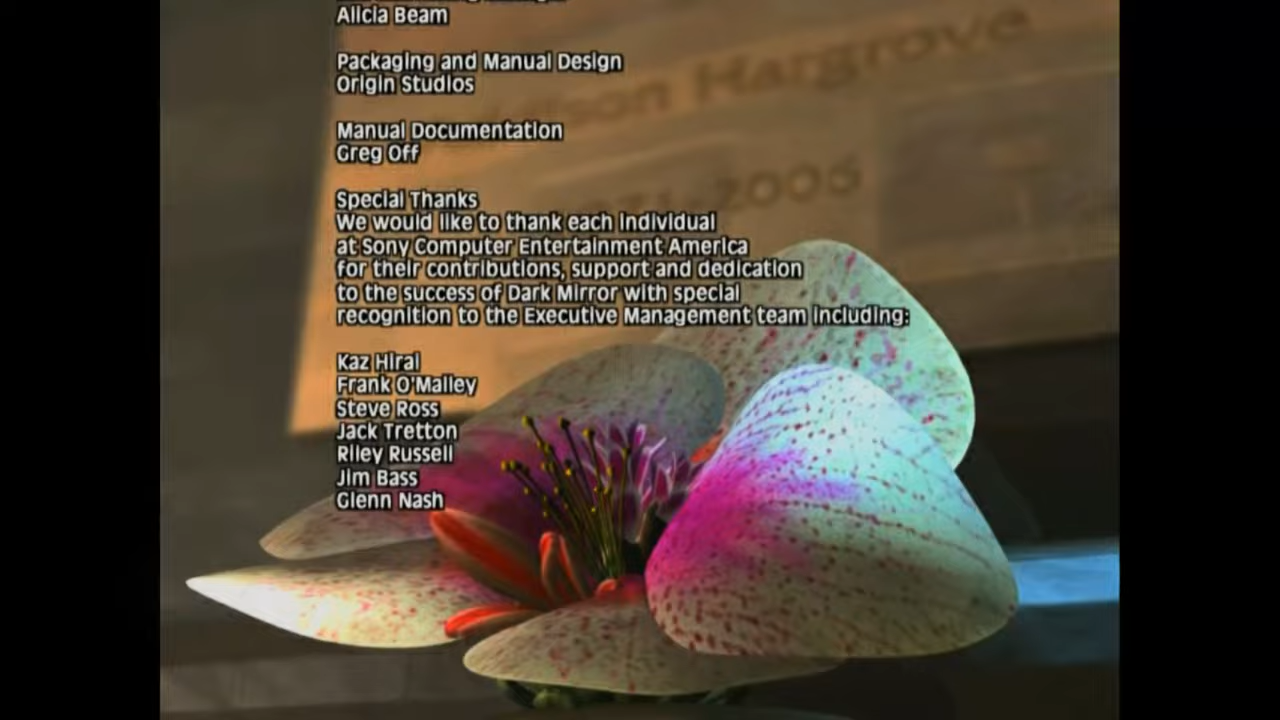 Alicia Beam
Packaging and Manual Design
Origin Studios
Manual Documentation
Greg Off
Special Thanks
We would like to thank each individual
at Sony Computer Entertainment America
for their contributions, support and dedication
to the success of Dark Mirror with special
recognition to the Executive Management team including:
Kaz Hirai
Frank O'Malley
Steve Ross
Jack Tretton
Riley Russell
Jim Bass
Glenn Nash
Hargrove
2006